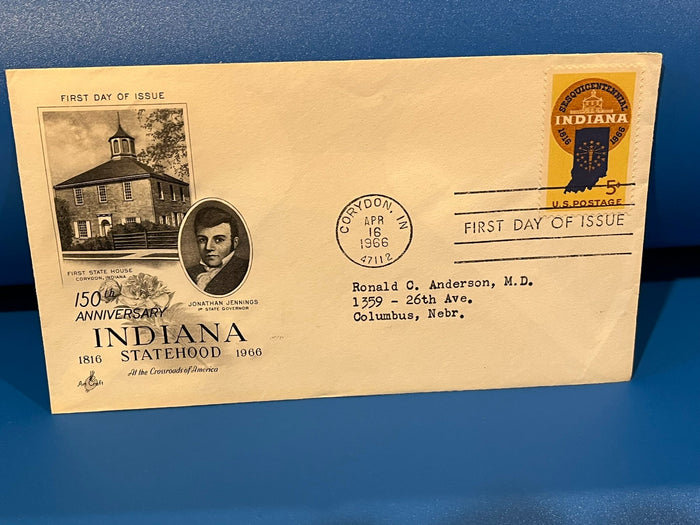 FIRST DAY OF ISSUE
FIRST STATE HOUSE
CORYDON, INDIANA
JONATHAN JENNINGS
1st STATE GOVERNOR
150th
ANNIVERSARY
INDIANA
1816 STATEHOOD 1966
At the Crossroads of America
Art Craft
CORYDON, IN
APR
16
1966
47112
SESQUICENTENNIAL
INDIANA
1816 1966
5¢
U.S. POSTAGE
FIRST DAY OF ISSUE
Ronald C. Anderson, M.D.
1359 - 26th Ave.
Columbus, Nebr.